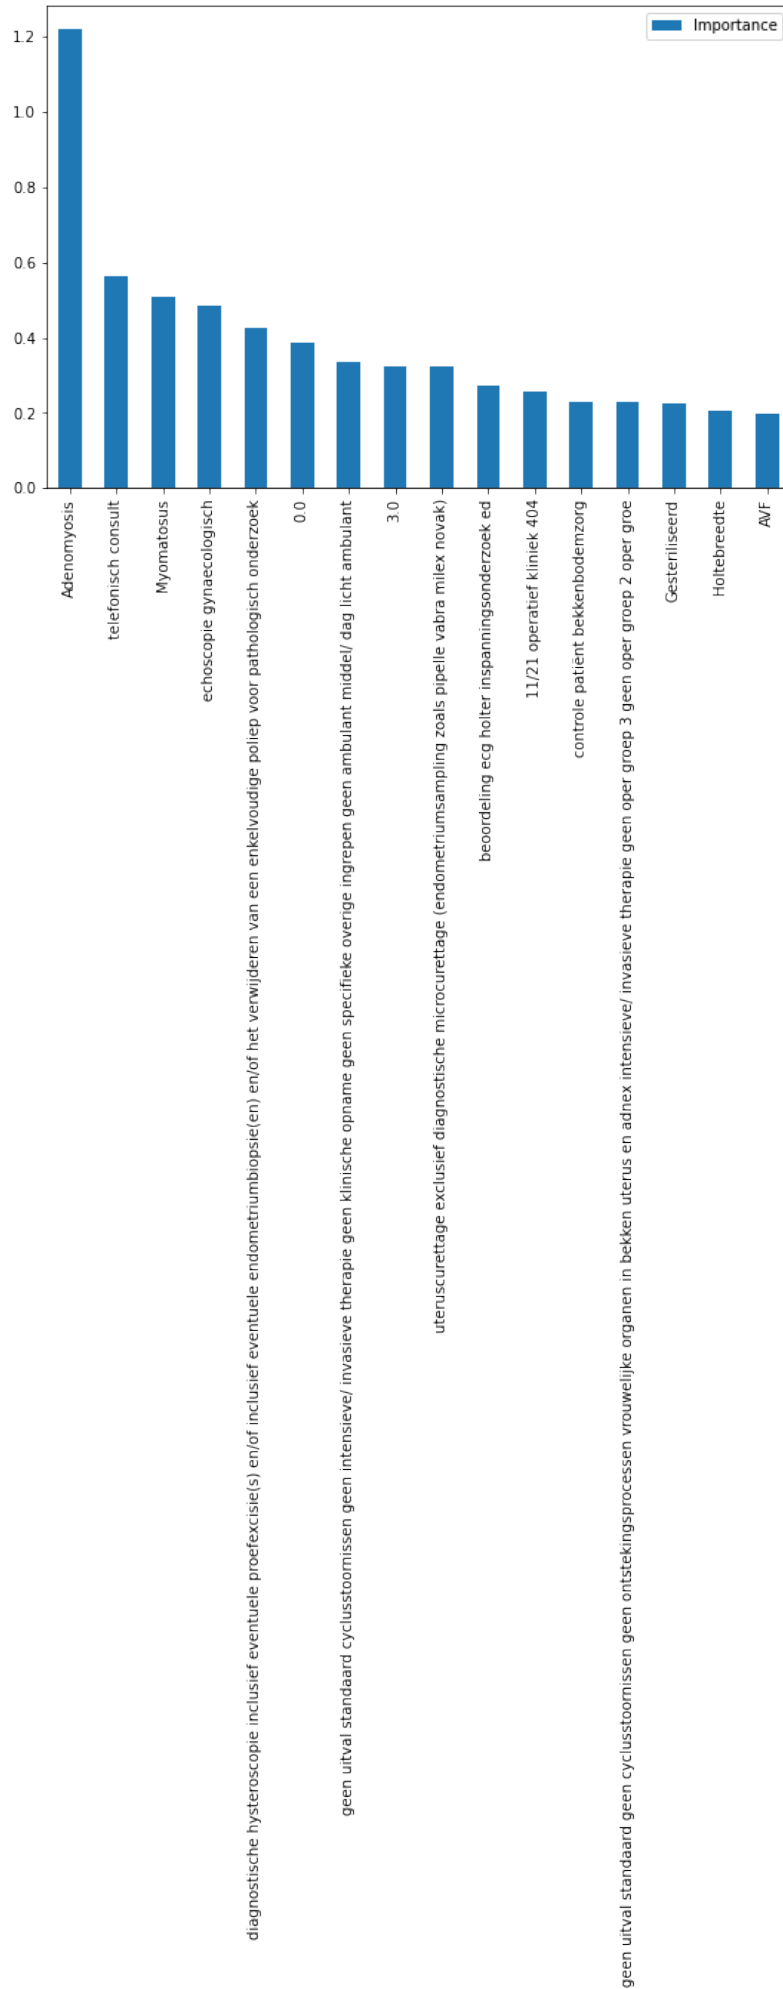 Importance
1.2
1.0
0.8
0.6
0.4
0.2
0.0
Adenomyosis
telefonisch consult
Myomatosus
echoscopie gynaecologisch
diagnostische hysteroscopie inclusief eventuele proefexcisie(s) en/of inclusief eventuele endometriumbiopsie(en) en/of het verwijderen van een enkelvoudige poliep voor pathologisch onderzoek
0.0
geen uitval standaard cyclusstoornissen geen intensieve/ invasieve therapie geen klinische opname geen specifieke overige ingrepen geen ambulant middel/ dag licht ambulant
3.0
uteruscurettage exclusief diagnostische microcurettage (endometriumsampling zoals pipelle vabra milex novak)
beoordeling ecg holter inspanningsonderzoek ed
11/21 operatief kliniek 404
controle patiënt bekkenbodemzorg
geen uitval standaard geen cyclusstoornissen geen ontstekingsprocessen vrouwelijke organen in bekken uterus en adnex intensieve/ invasieve therapie geen oper groep 3 geen oper groep 2 oper groe
Gesteriliseerd
Holtebreedte
AVF